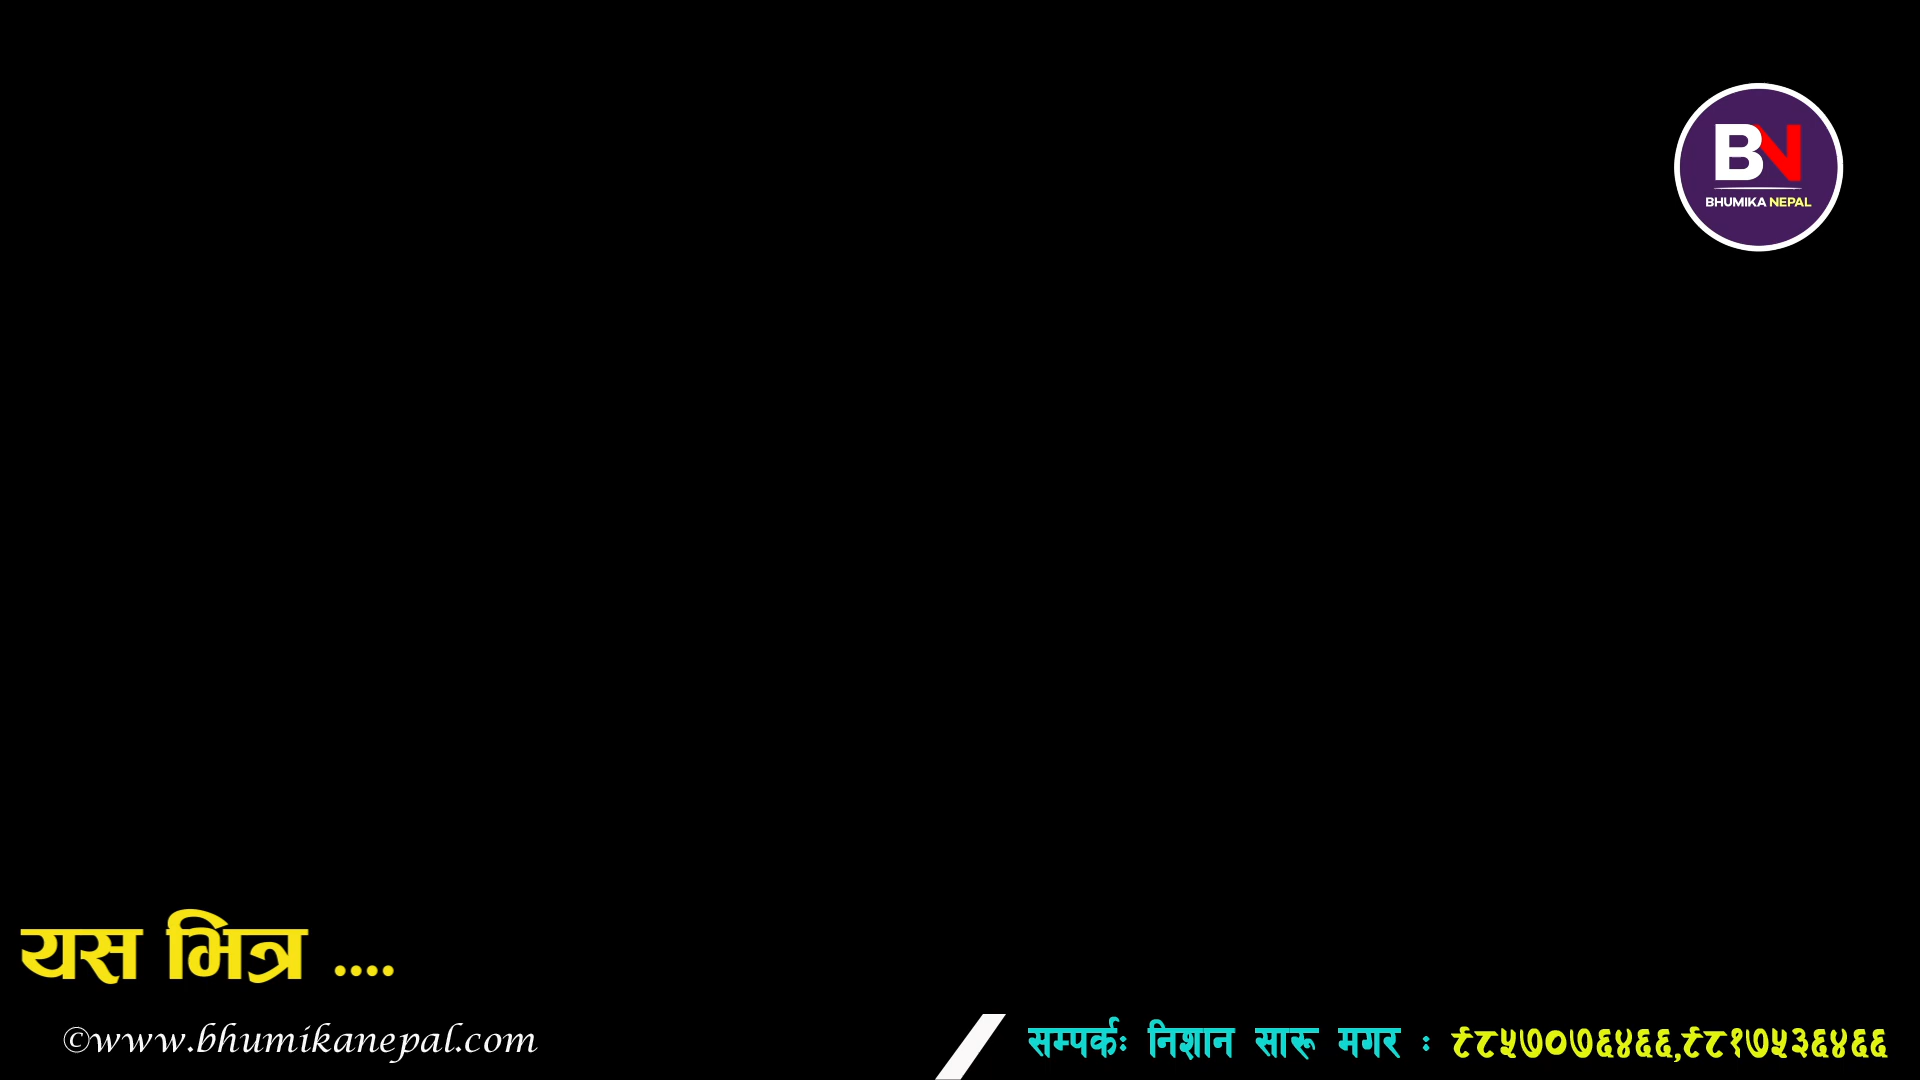 BN
BHUMIKA NEPAL
यस भित्र ....
©www.bhumikanepal.com
सम्पर्कः निशान सारू मगर : ९८५७०७६४६६,९८१७५३६४६६